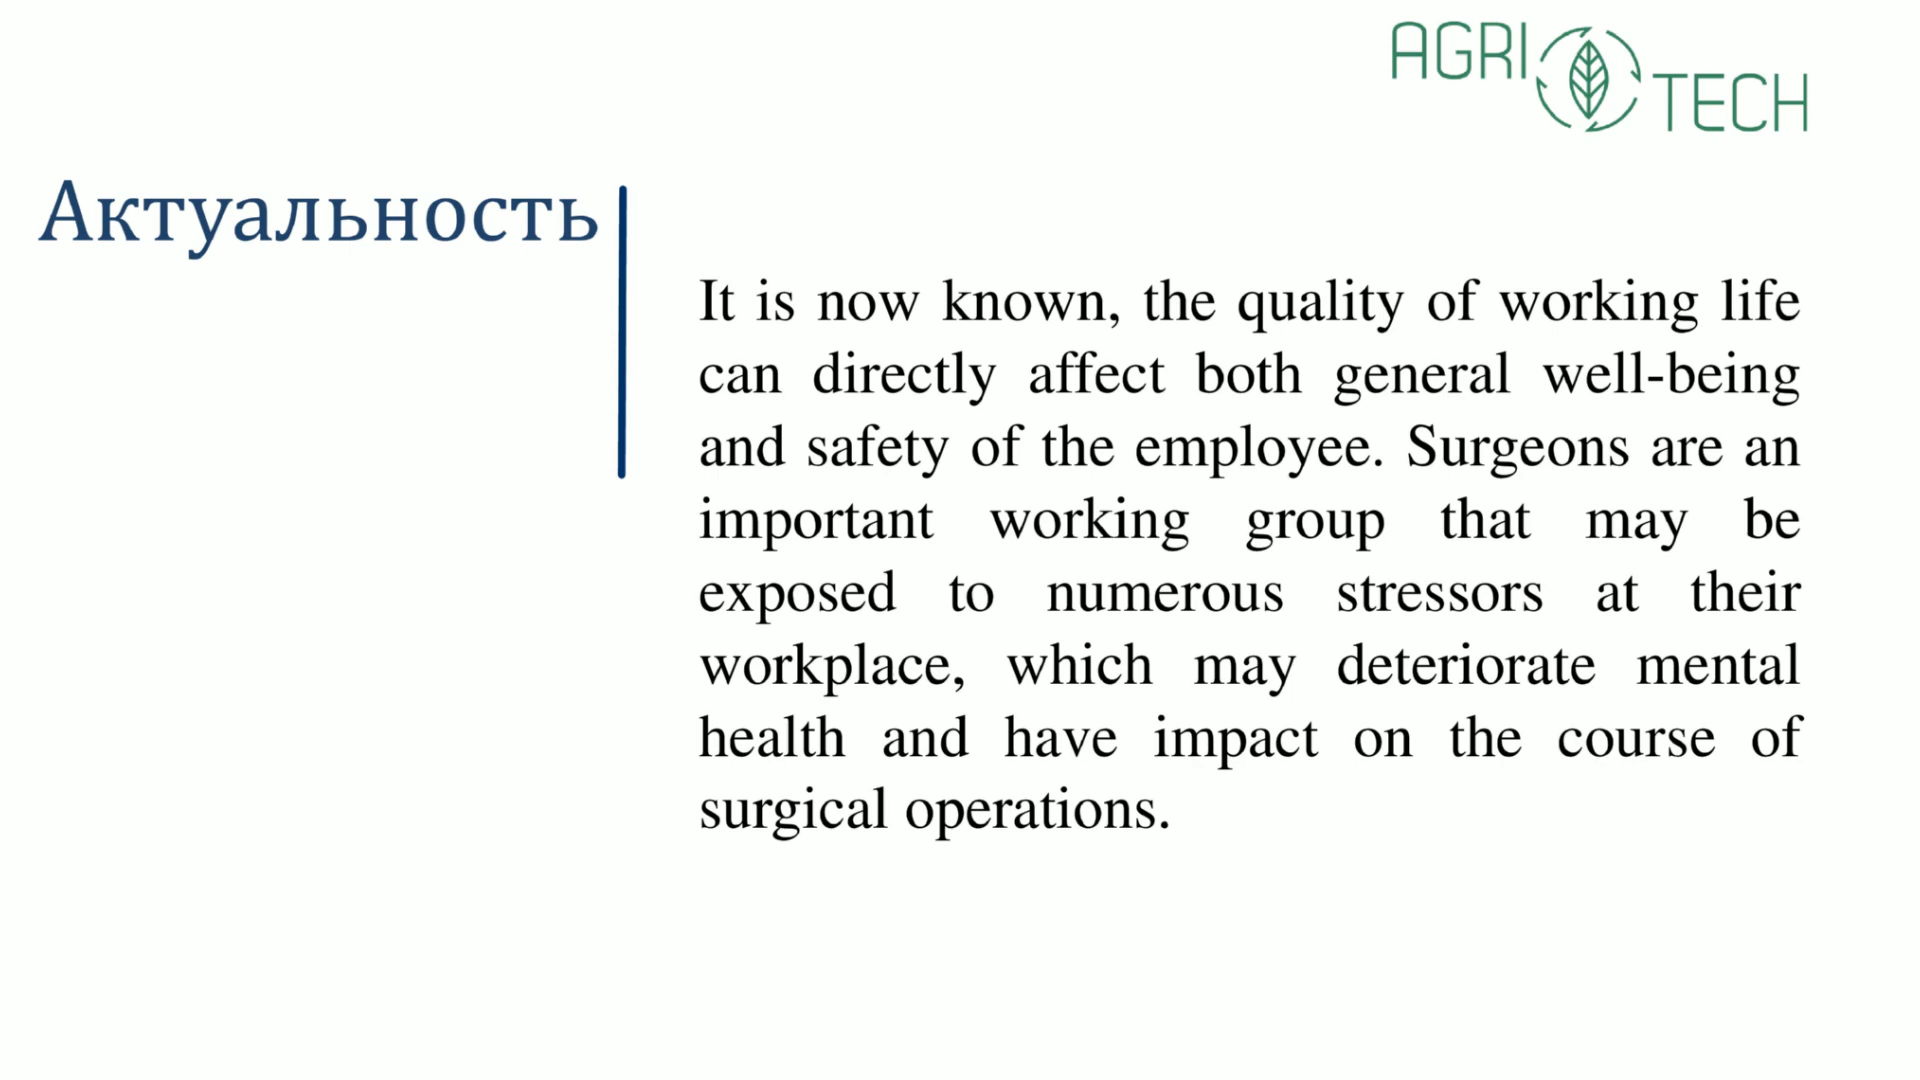 AGRI TECH
Актуальность
It is now known, the quality of working life
can directly affect both general well-being
and safety of the employee. Surgeons are an
important working group that may be
exposed to numerous stressors at their
workplace, which may deteriorate mental
health and have impact on the course of
surgical operations.